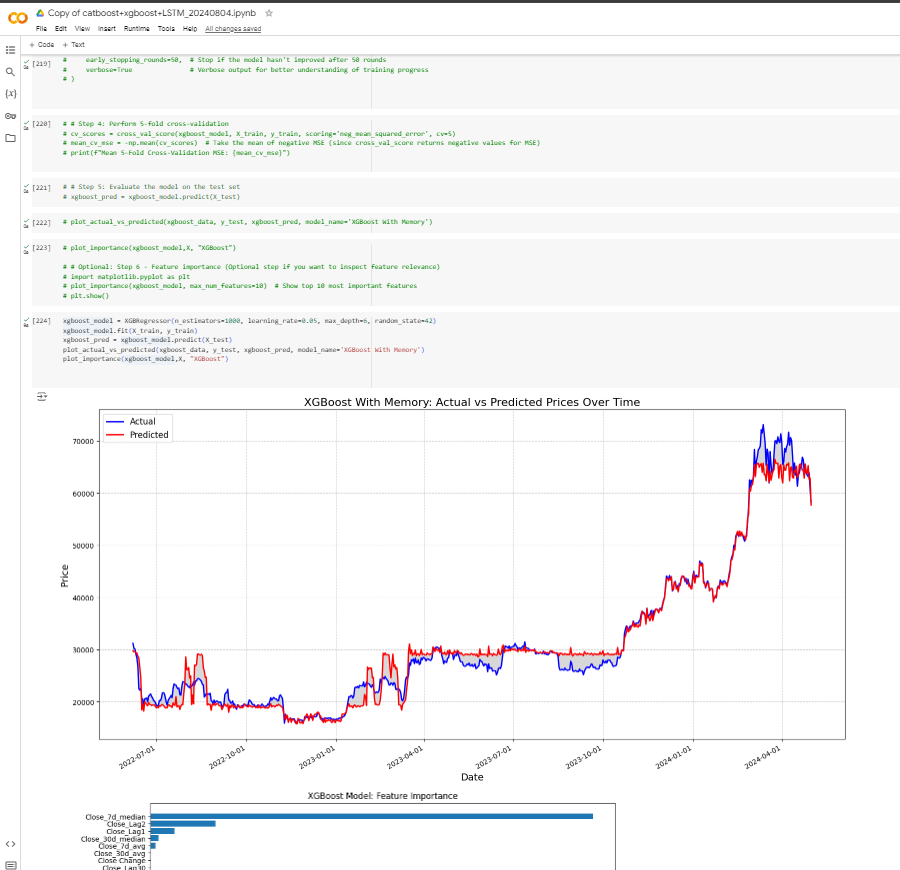 Copy of catboost+xgboost+LSTM_20240804.ipynb ☆
File Edit View Insert Runtime Tools Help All changes saved
+ Code + Text
[219]
#     early_stopping_rounds=50,  # Stop if the model hasn't improved after 50 rounds
#     verbose=True               # Verbose output for better understanding of training progress
# )
[220]
# # Step 4: Perform 5-fold cross-validation
# cv_scores = cross_val_score(xgboost_model, X_train, y_train, scoring='neg_mean_squared_error', cv=5)
# mean_cv_mse = -np.mean(cv_scores)  # Take the mean of negative MSE (since cross_val_score returns negative values for MSE)
# print(f"Mean 5-Fold Cross-Validation MSE: {mean_cv_mse}")
[221]
# # Step 5: Evaluate the model on the test set
# xgboost_pred = xgboost_model.predict(X_test)
[222]
# plot_actual_vs_predicted(xgboost_data, y_test, xgboost_pred, model_name='XGBoost With Memory')
[223]
# plot_importance(xgboost_model,X, "XGBoost")
# # Optional: Step 6 - Feature importance (Optional step if you want to inspect feature relevance)
# import matplotlib.pyplot as plt
# plot_importance(xgboost_model, max_num_features=10)  # Show top 10 most important features
# plt.show()
[224]
xgboost_model = XGBRegressor(n_estimators=1000, learning_rate=0.05, max_depth=6, random_state=42)
xgboost_model.fit(X_train, y_train)
xgboost_pred = xgboost_model.predict(X_test)
plot_actual_vs_predicted(xgboost_data, y_test, xgboost_pred, model_name='XGBoost With Memory')
plot_importance(xgboost_model,X, "XGBoost")
XGBoost With Memory: Actual vs Predicted Prices Over Time
Actual
Predicted
70000
60000
50000
40000
30000
20000
Price
2022-07-01
2022-10-01
2023-01-01
2023-04-01
2023-07-01
2023-10-01
2024-01-01
2024-04-01
Date
XGBoost Model: Feature Importance
Close_7d_median
Close_Lag2
Close_Lag1
Close_30d_median
Close_7d_avg
Close_30d_avg
Close Change
Close_Lag30